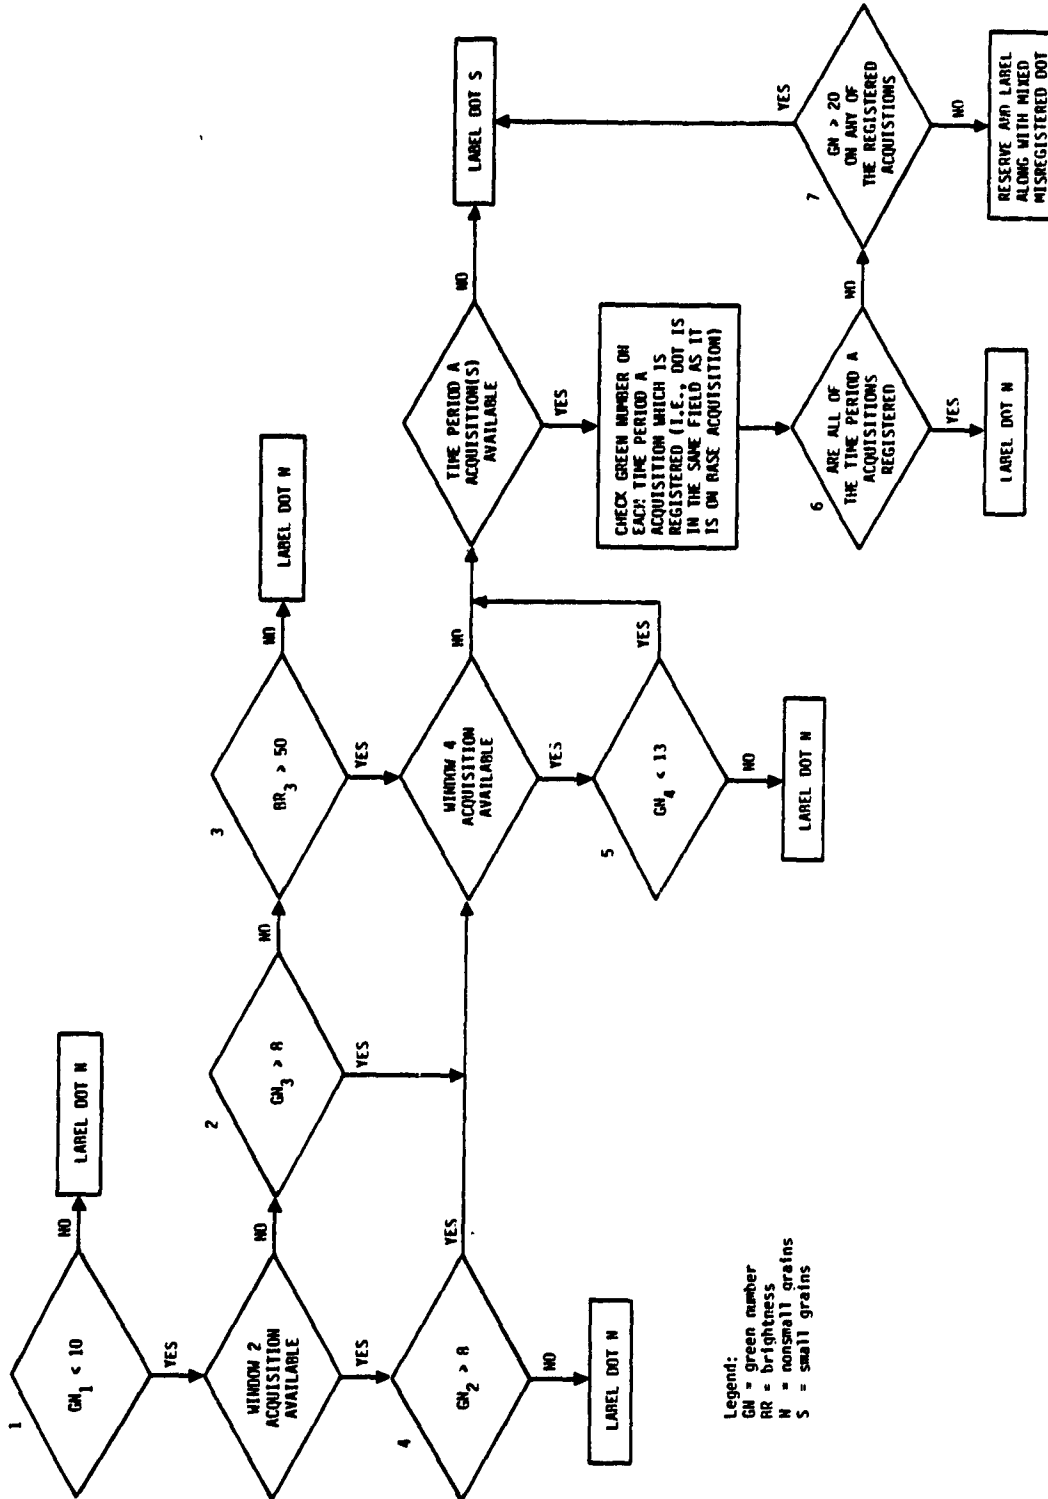 1
GN1 < 10
NO
LABEL DOT N
YES
WINDOW 2
ACQUISITION
AVAILABLE
NO
2
GN3 > 8
NO
3
BR3 > 50
NO
LABEL DOT N
YES
YES
YES
4
GN2 > 8
YES
NO
LABEL DOT N
WINDOW 4
ACQUISITION
AVAILABLE
NO
YES
5
GN4 < 13
YES
NO
LABEL DOT N
TIME PERIOD A
ACQUISITION(S)
AVAILABLE
NO
LABEL DOT S
YES
CHECK GREEN NUMBER ON
EACH TIME PERIOD A
ACQUISITION WHICH IS
REGISTERED (I.E., DOT IS
IN THE SAME FIELD AS IT
IS ON BASE ACQUISITION)
6
ARE ALL OF
THE TIME PERIOD A
ACQUISITIONS
REGISTERED
NO
YES
LABEL DOT N
7
GN > 20
ON ANY OF
THE REGISTERED
ACQUISTIONS
YES
NO
RESERVE AND LABEL
ALONG WITH MIXED
MISREGISTERED DOT
Legend:
GN = green number
BR = brightness
N = nonsmall grains
S = small grains